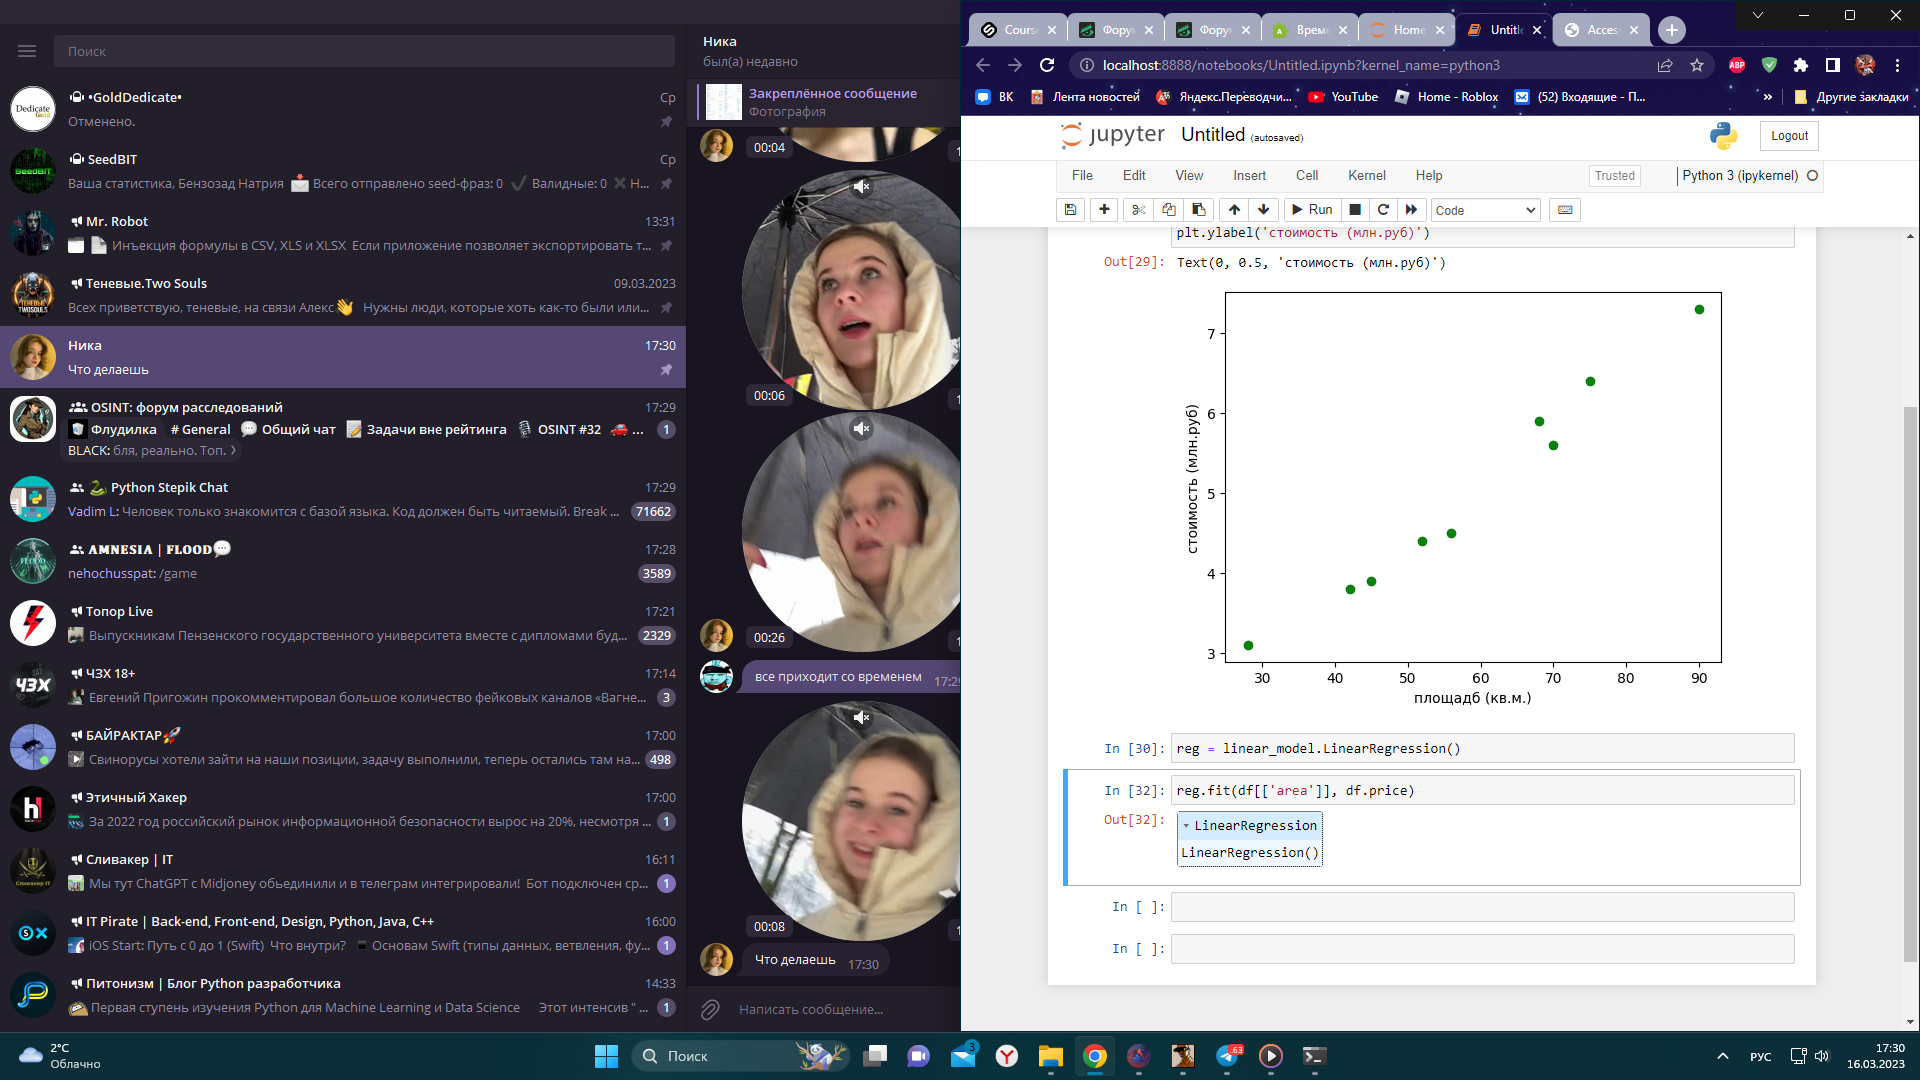 Поиск
•GoldDedicate•
Ср
Отменено.
SeedBIT
Ср
Ваша статистика, Бензозад Натрия 📩 Всего отправлено seed-фраз: 0 ✔ Валидные: 0 ✖ Н...
Mr. Robot
13:31
Инъекция формулы в CSV, XLS и XLSX Если приложение позволяет экспортировать т...
Теневые.Two Souls
09.03.2023
Всех приветствую, теневые, на связи Алекс👋 Нужны люди, которые хоть как-то были или...
Ника
17:30
Что делаешь
OSINT: форум расследований
17:29
Флудилка # General 💬 Общий чат 📝 Задачи вне рейтинга 🎙 OSINT #32 🚗 ...
1
BLACK: бля, реально. Топ. >
🐍 Python Stepik Chat
17:29
Vadim L: Человек только знакомится с базой языка. Код должен быть читаемый. Break ...
71662
AMNESIA | FLOOD💬
17:28
nehochusspat: /game
3589
Топор Live
17:21
Выпускникам Пензенского государственного университета вместе с дипломами буд...
2329
ЧЗХ 18+
17:14
Евгений Пригожин прокомментировал большое количество фейковых каналов «Вагне...
3
БАЙРАКТАР🚀
17:00
Свинорусы хотели зайти на наши позиции, задачу выполнили, теперь остались там на...
498
Этичный Хакер
17:00
За 2022 год российский рынок информационной безопасности вырос на 20%, несмотря ...
1
Сливакер | IT
16:11
Мы тут ChatGPT с Midjoney обьединили и в телеграм интегрировали! Бот подключен ср...
1
IT Pirate | Back-end, Front-end, Design, Python, Java, C++
16:00
iOS Start: Путь с 0 до 1 (Swift) Что внутри? ▪ Основам Swift (типы данных, ветвления, фу...
1
Питонизм | Блог Python разработчика
14:33
Первая ступень изучения Python для Machine Learning и Data Science Этот интенсив " ...
1
Ника
был(а) недавно
Закреплённое сообщение
Фотография
00:04
00:06
00:26
все приходит со временем
17:29
00:08
Что делаешь
17:30
Написать сообщение...
Course
Форум
Форум
Време
Home
Untitle
Acces
localhost:8888/notebooks/Untitled.ipynb?kernel_name=python3
ВК
Лента новостей
Яндекс.Переводчи...
YouTube
Home - Roblox
(52) Входящие - П...
»
Другие закладки
jupyter Untitled (autosaved)
Logout
File
Edit
View
Insert
Cell
Kernel
Help
Trusted
Python 3 (ipykernel)
Run
Code
plt.ylabel('стоимость (млн.руб)')
Out[29]: Text(0, 0.5, 'стоимость (млн.руб)')
стоимость (млн.руб)
7
6
5
4
3
30 40 50 60 70 80 90
площадб (кв.м.)
In [30]: reg = linear_model.LinearRegression()
In [32]: reg.fit(df[['area']], df.price)
Out[32]: LinearRegression
LinearRegression()
In [ ]:
In [ ]:
2°C
Облачно
Поиск
3
63
РУС
17:30
16.03.2023